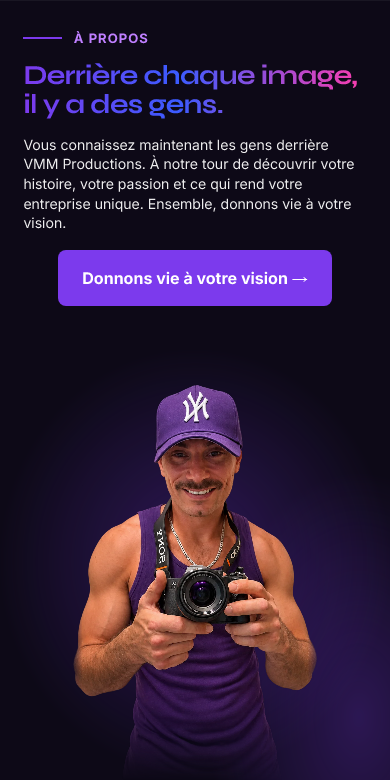 À PROPOS
Derrière chaque image,
il y a des gens.
Vous connaissez maintenant les gens derrière
VMM Productions. À notre tour de découvrir votre
histoire, votre passion et ce qui rend votre
entreprise unique. Ensemble, donnons vie à votre
vision.
Donnons vie à votre vision →
NY